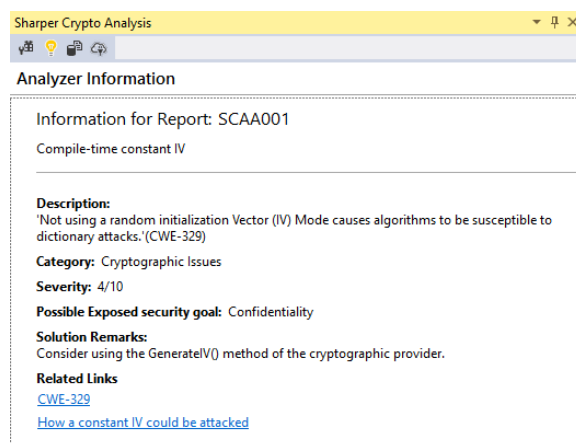 Sharper Crypto Analysis
Analyzer Information
Information for Report: SCAA001
Compile-time constant IV
Description:
'Not using a random initialization Vector (IV) Mode causes algorithms to be susceptible to
dictionary attacks.'(CWE-329)
Category: Cryptographic Issues
Severity: 4/10
Possible Exposed security goal: Confidentiality
Solution Remarks:
Consider using the GenerateIV() method of the cryptographic provider.
Related Links
CWE-329
How a constant IV could be attacked